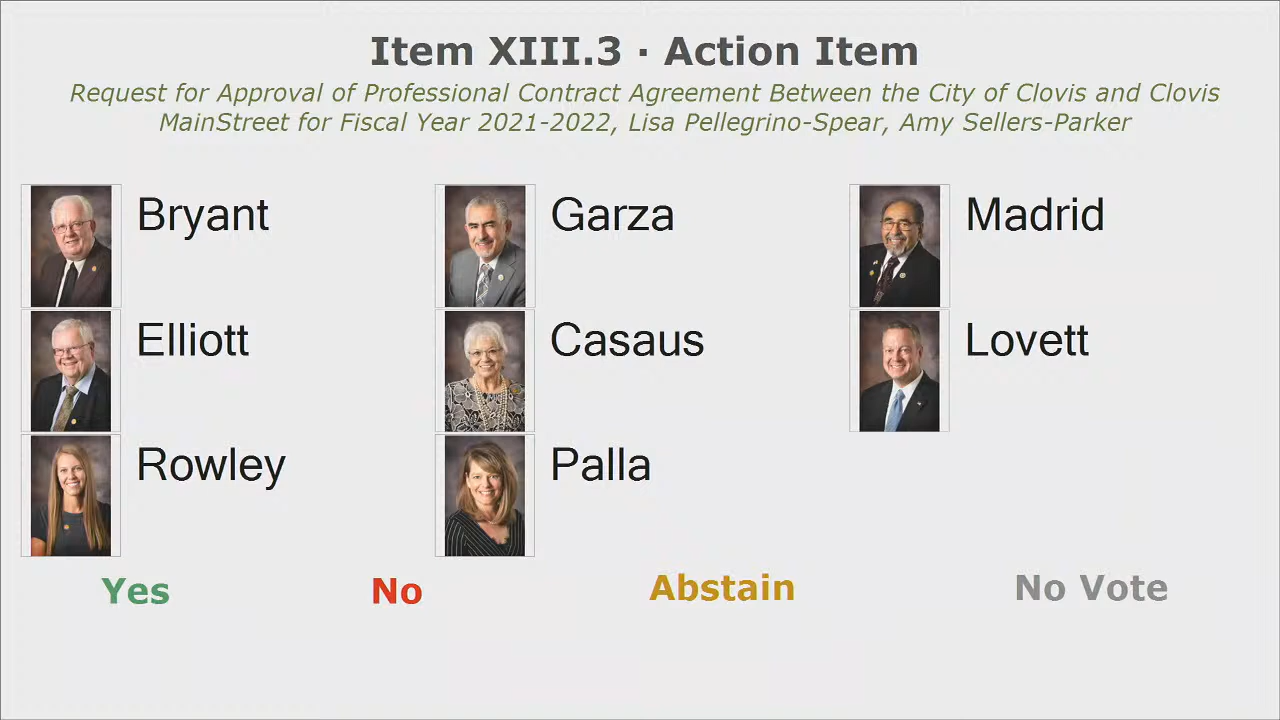 Item XIII.3 · Action Item
Request for Approval of Professional Contract Agreement Between the City of Clovis and Clovis
MainStreet for Fiscal Year 2021-2022, Lisa Pellegrino-Spear, Amy Sellers-Parker
Bryant
Garza
Madrid
Elliott
Casaus
Lovett
Rowley
Palla
Yes
No
Abstain
No Vote